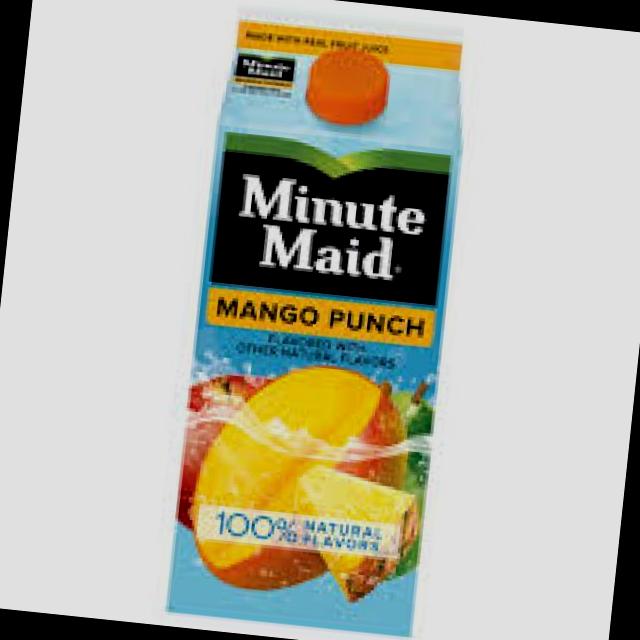 MADE WITH REAL FRUIT JUICE
Minute
Maid
Minute
Maid
MANGO PUNCH
FLAVORED WITH
OTHER NATURAL FLAVORS
100% NATURAL
FLAVORS